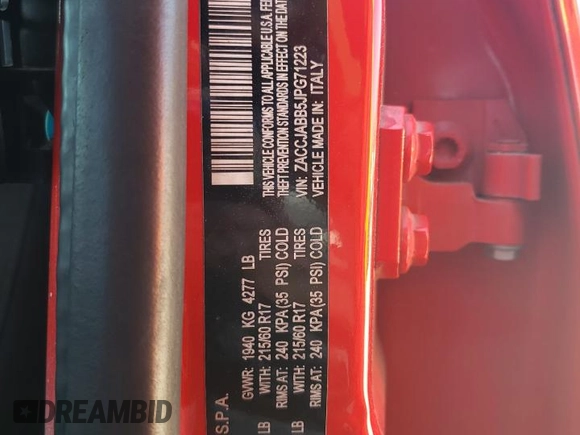 THIS VEHICLE CONFORMS TO ALL APPLICABLE U.S.A. FE
THEFT PREVENTION STANDARDS IN EFFECT ON THE DAT
VIN: ZACCJABB5JPG71223
VEHICLE MADE IN: ITALY
S.P.A.
GVWR: 1940 KG 4277 LB
LB WITH: 215/60 R17 TIRES
RIMS AT: 240 KPA(35 PSI) COLD
LB WITH: 215/60 R17 TIRES
RIMS AT: 240 KPA(35 PSI) COLD
DREAMBID